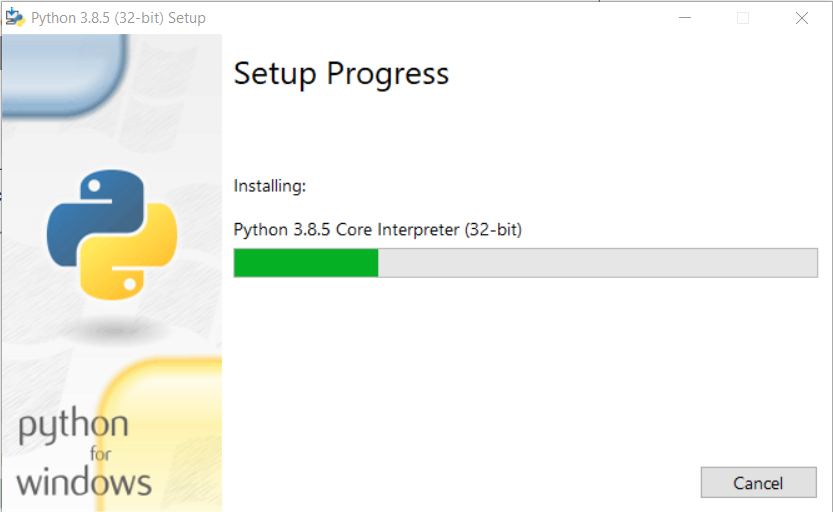 Python 3.8.5 (32-bit) Setup
Setup Progress
Installing:
Python 3.8.5 Core Interpreter (32-bit)
python
for
windows
Cancel